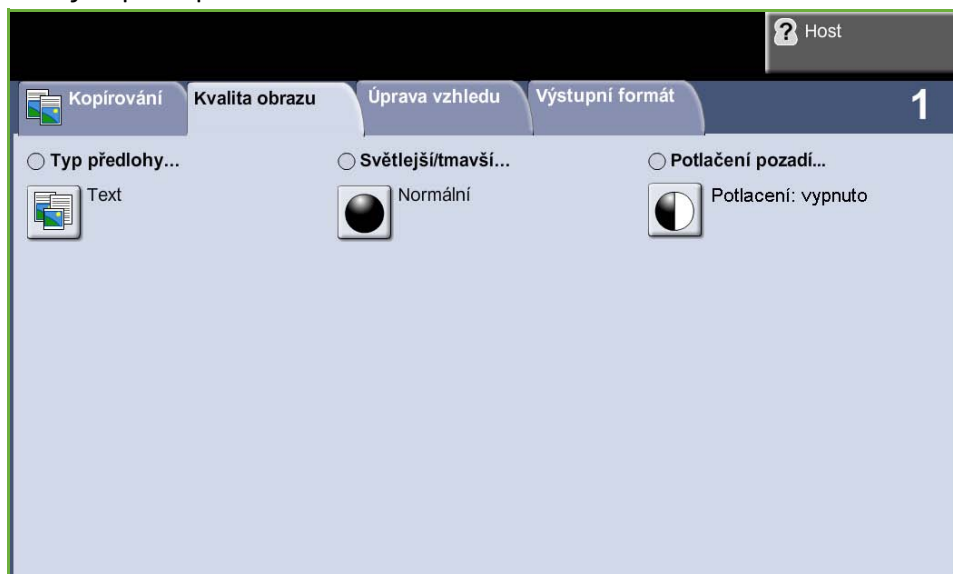 Host
Kopírování
Kvalita obrazu
Úprava vzhledu
Výstupní formát
1
Typ předlohy...
Text
Světlejší/tmavší...
Normální
Potlačení pozadí...
Potlacení: vypnuto